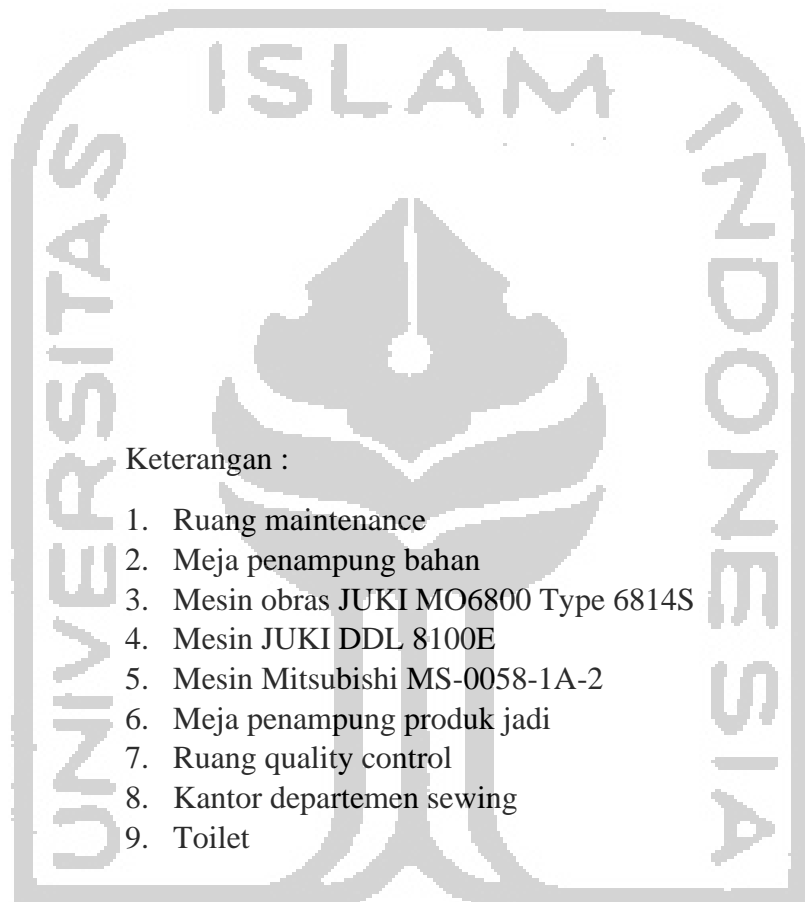 ISLAM
UNIVERSITAS
INDONESIA
Keterangan :
1. Ruang maintenance
2. Meja penampung bahan
3. Mesin obras JUKI MO6800 Type 6814S
4. Mesin JUKI DDL 8100E
5. Mesin Mitsubishi MS-0058-1A-2
6. Meja penampung produk jadi
7. Ruang quality control
8. Kantor departemen sewing
9. Toilet